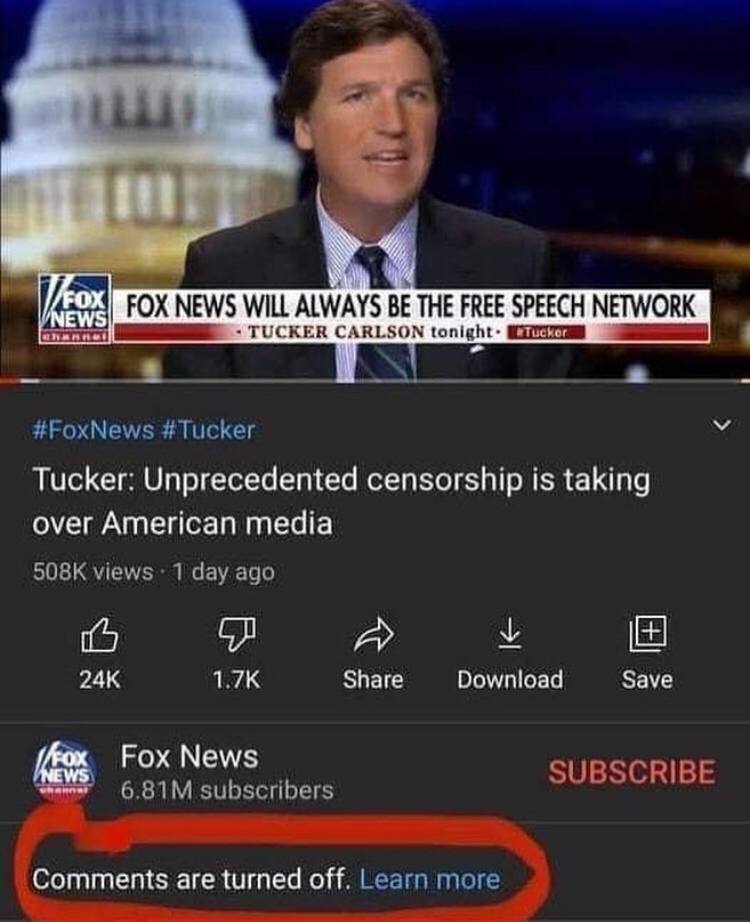 FOX NEWS channel
FOX NEWS WILL ALWAYS BE THE FREE SPEECH NETWORK
· TUCKER CARLSON tonight · #Tucker
#FoxNews #Tucker
Tucker: Unprecedented censorship is taking
over American media
508K views · 1 day ago
24K 1.7K Share Download Save
FOX NEWS channel
Fox News
6.81M subscribers
SUBSCRIBE
Comments are turned off. Learn more